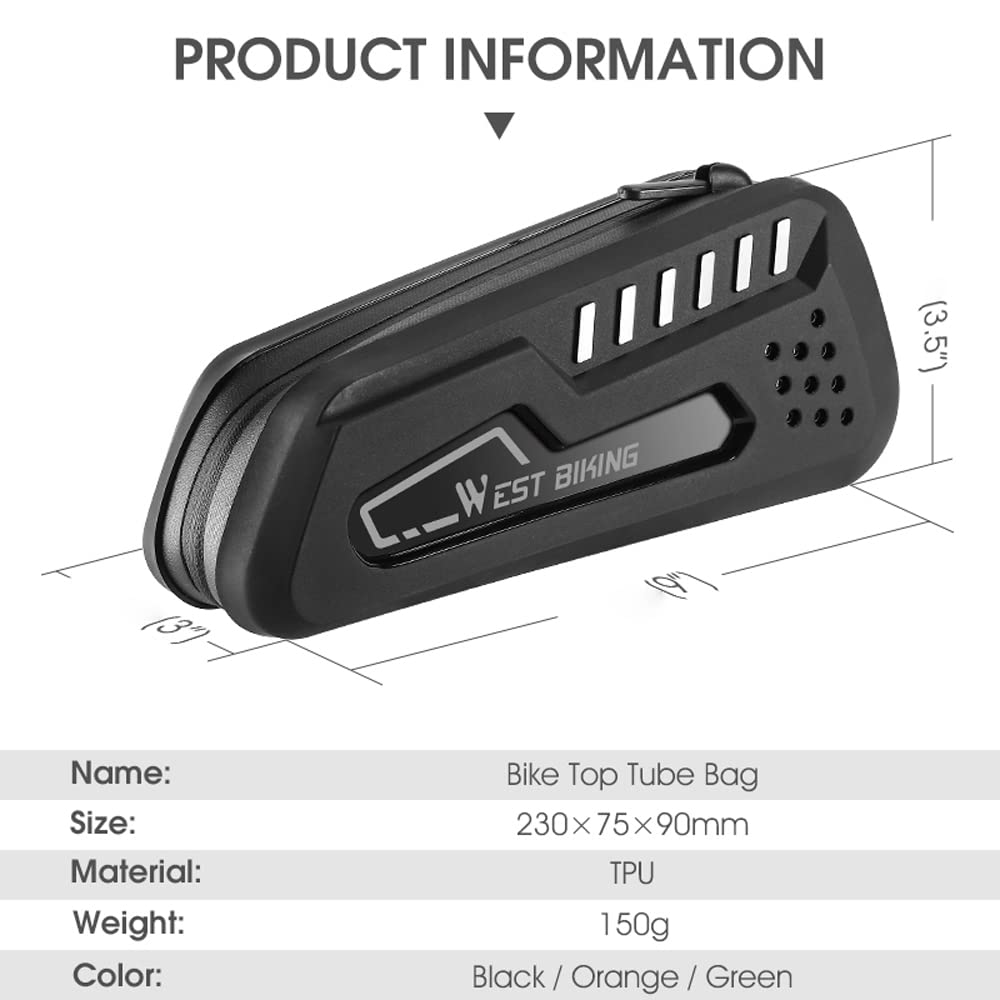 PRODUCT INFORMATION
(3.5")
WEST BIKING
(9")
(3")
Name: Bike Top Tube Bag
Size: 230×75×90mm
Material: TPU
Weight: 150g
Color: Black / Orange / Green